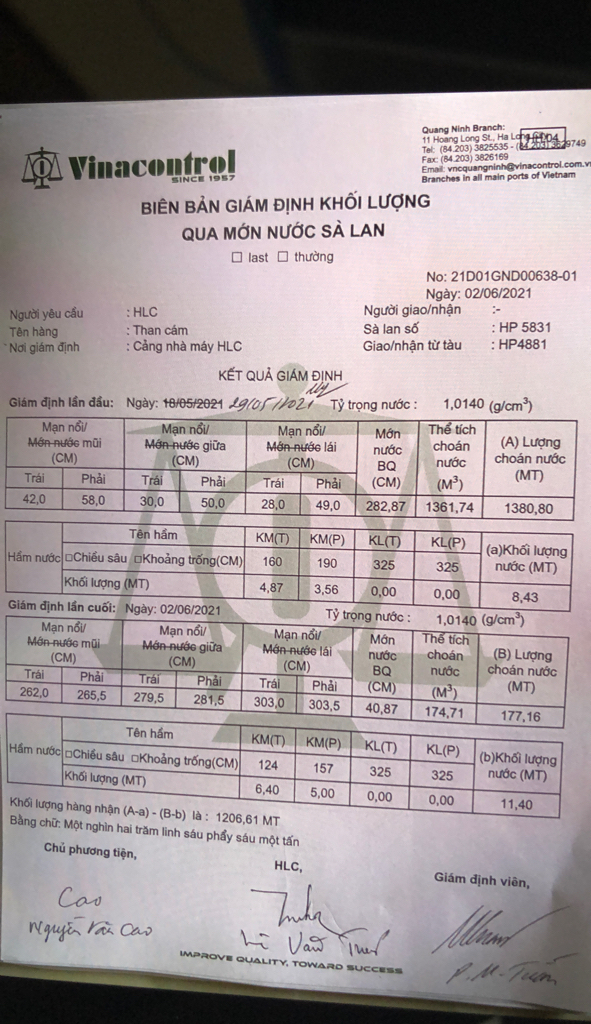 Vinacontrol
SINCE 1957
Quang Ninh Branch:
11 Hoang Long St., Ha Long
Tel: (84.203) 3825535 - (84.203) 3829749
Fax: (84.203) 3826169
Email: vncquangninh@vinacontrol.com.v
Branches in all main ports of Vietnam
BIÊN BẢN GIÁM ĐỊNH KHỐI LƯỢNG
QUA MỚN NƯỚC SÀ LAN
□ last □ thường
No: 21D01GND00638-01
Ngày: 02/06/2021
Người yêu cầu : HLC Người giao/nhận :-
Tên hàng : Than cám Sà lan số : HP 5831
Nơi giám định : Cảng nhà máy HLC Giao/nhận từ tàu : HP4881
KẾT QUẢ GIÁM ĐỊNH
Giám định lần đầu: Ngày: 18/05/2021 29/05/2021 Tỷ trọng nước : 1,0140 (g/cm³)
Mạn nổi/ Mớn nước mũi (CM) Mạn nổi/ Mớn nước giữa (CM) Mạn nổi/ Mớn nước lái (CM) Mớn nước BQ (CM) Thể tích choán nước (M³) (A) Lượng choán nước (MT)
Trái Phải Trái Phải Trái Phải
42,0 58,0 30,0 50,0 28,0 49,0 282,87 1361,74 1380,80
Hầm nước Tên hầm KM(T) KM(P) KL(T) KL(P) (a)Khối lượng nước (MT)
□Chiều sâu □Khoảng trống(CM) 160 190 325 325
Khối lượng (MT) 4,87 3,56 0,00 0,00 8,43
Giám định lần cuối: Ngày: 02/06/2021 Tỷ trọng nước : 1,0140 (g/cm³)
Mạn nổi/ Mớn nước mũi (CM) Mạn nổi/ Mớn nước giữa (CM) Mạn nổi/ Mớn nước lái (CM) Mớn nước BQ (CM) Thể tích choán nước (M³) (B) Lượng choán nước (MT)
Trái Phải Trái Phải Trái Phải
262,0 265,5 279,5 281,5 303,0 303,5 40,87 174,71 177,16
Hầm nước Tên hầm KM(T) KM(P) KL(T) KL(P) (b)Khối lượng nước (MT)
□Chiều sâu □Khoảng trống(CM) 124 157 325 325
Khối lượng (MT) 6,40 5,00 0,00 0,00 11,40
Khối lượng hàng nhận (A-a) - (B-b) là : 1206,61 MT
Bằng chữ: Một nghìn hai trăm linh sáu phẩy sáu một tấn
Chủ phương tiện, HLC, Giám định viên,
Cao
Nguyễn Văn Cao
IMPROVE QUALITY, TOWARD SUCCESS